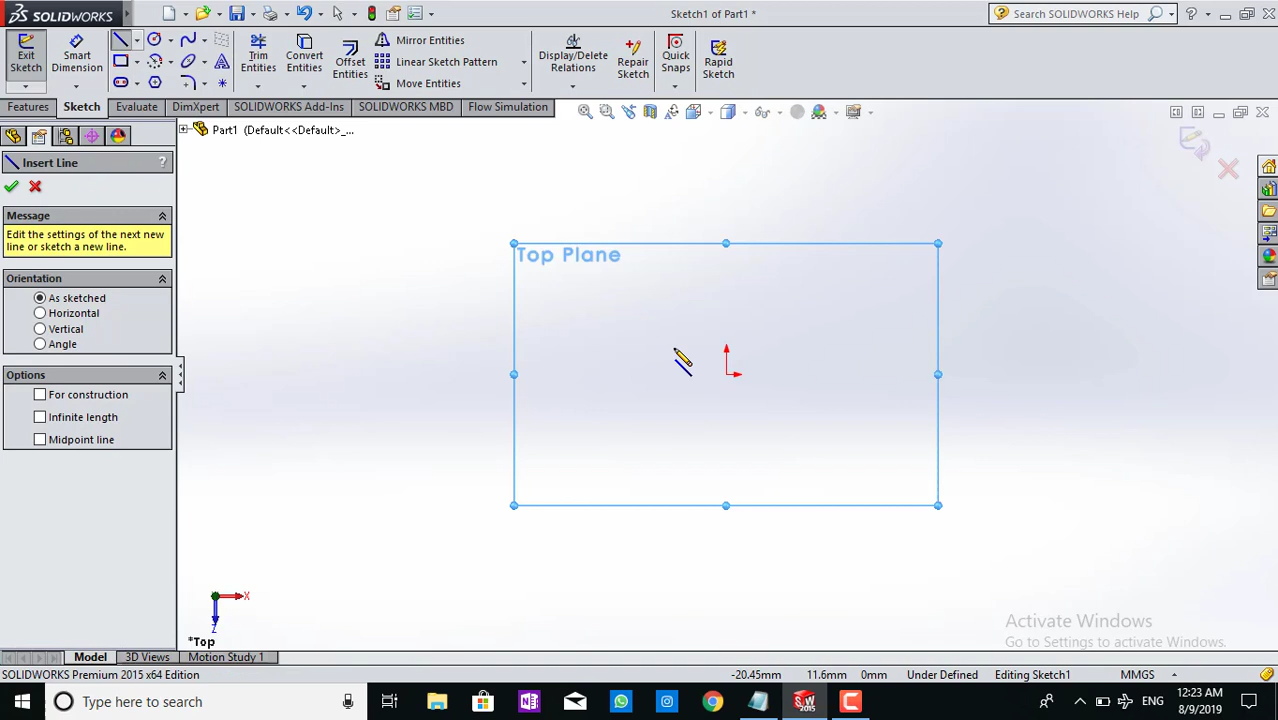 SOLIDWORKS
Sketch1 of Part1 *
Search SOLIDWORKS Help
Exit Sketch
Smart Dimension
Trim Entities
Convert Entities
Offset Entities
Mirror Entities
Linear Sketch Pattern
Move Entities
Display/Delete Relations
Repair Sketch
Quick Snaps
Rapid Sketch
Features
Sketch
Evaluate
DimXpert
SOLIDWORKS Add-Ins
SOLIDWORKS MBD
Flow Simulation
Part1 (Default<<Default>_...
Insert Line
?
Message
Edit the settings of the next new
line or sketch a new line.
Orientation
As sketched
Horizontal
Vertical
Angle
Options
For construction
Infinite length
Midpoint line
Top Plane
X
Z
*Top
Activate Windows
Go to Settings to activate Windows.
Model
3D Views
Motion Study 1
SOLIDWORKS Premium 2015 x64 Edition
-20.45mm
11.6mm
0mm
Under Defined
Editing Sketch1
MMGS
Type here to search
ENG
12:23 AM
8/9/2019